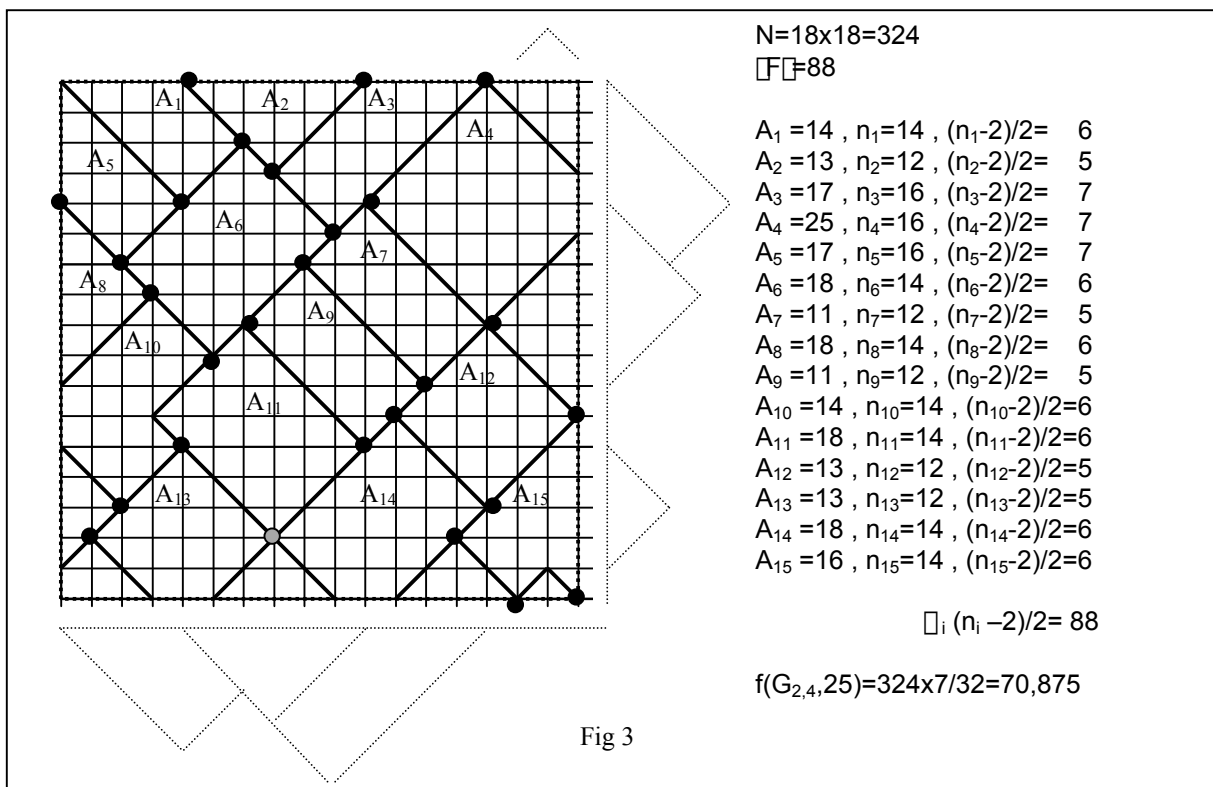 N=18x18=324
▯F▯=88
A₁ =14 , n₁=14 , (n₁-2)/2= 6
A₂ =13 , n₂=12 , (n₂-2)/2= 5
A₃ =17 , n₃=16 , (n₃-2)/2= 7
A₄ =25 , n₄=16 , (n₄-2)/2= 7
A₅ =17 , n₅=16 , (n₅-2)/2= 7
A₆ =18 , n₆=14 , (n₆-2)/2= 6
A₇ =11 , n₇=12 , (n₇-2)/2= 5
A₈ =18 , n₈=14 , (n₈-2)/2= 6
A₉ =11 , n₉=12 , (n₉-2)/2= 5
A₁₀ =14 , n₁₀=14 , (n₁₀-2)/2=6
A₁₁ =18 , n₁₁=14 , (n₁₁-2)/2=6
A₁₂ =13 , n₁₂=12 , (n₁₂-2)/2=5
A₁₃ =13 , n₁₃=12 , (n₁₃-2)/2=5
A₁₄ =18 , n₁₄=14 , (n₁₄-2)/2=6
A₁₅ =16 , n₁₅=14 , (n₁₅-2)/2=6
▯ᵢ (nᵢ –2)/2= 88
f(G₂,₄,25)=324x7/32=70,875
A₁ A₂ A₃
A₄
A₅
A₆
A₇
A₈
A₉
A₁₀
A₁₂
A₁₁
A₁₃ A₁₄ A₁₅
Fig 3